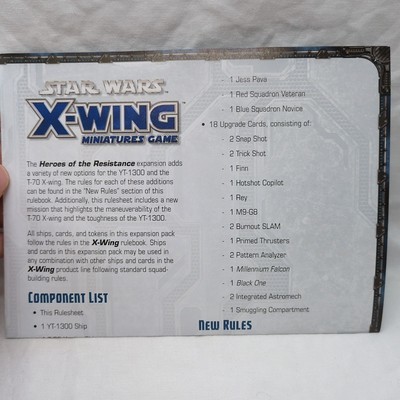 STAR WARS
X-WING
MINIATURES GAME
The Heroes of the Resistance expansion adds
a variety of new options for the YT-1300 and the
T-70 X-wing. The rules for each of these additions
can be found in the "New Rules" section of this
rulebook. Additionally, this rulesheet includes a new
mission that highlights the maneuverability of the
T-70 X-wing and the toughness of the YT-1300.
All ships, cards, and tokens in this expansion pack
follow the rules in the X-Wing rulebook. Ships
and cards in this expansion pack may be used in
any combination with other ships and cards in the
X-Wing product line following standard squad-
building rules.
COMPONENT LIST
• This Rulesheet
• 1 YT-1300 Ship
- 1 Jess Pava
- 1 Red Squadron Veteran
- 1 Blue Squadron Novice
• 18 Upgrade Cards, consisting of:
- 2 Snap Shot
- 2 Trick Shot
- 1 Finn
- 1 Hotshot Copilot
- 1 Rey
- 1 M9-G8
- 2 Burnout SLAM
- 1 Primed Thrusters
- 2 Pattern Analyzer
- 1 Millennium Falcon
- 1 Black One
- 2 Integrated Astromech
- 1 Smuggling Compartment
NEW RULES